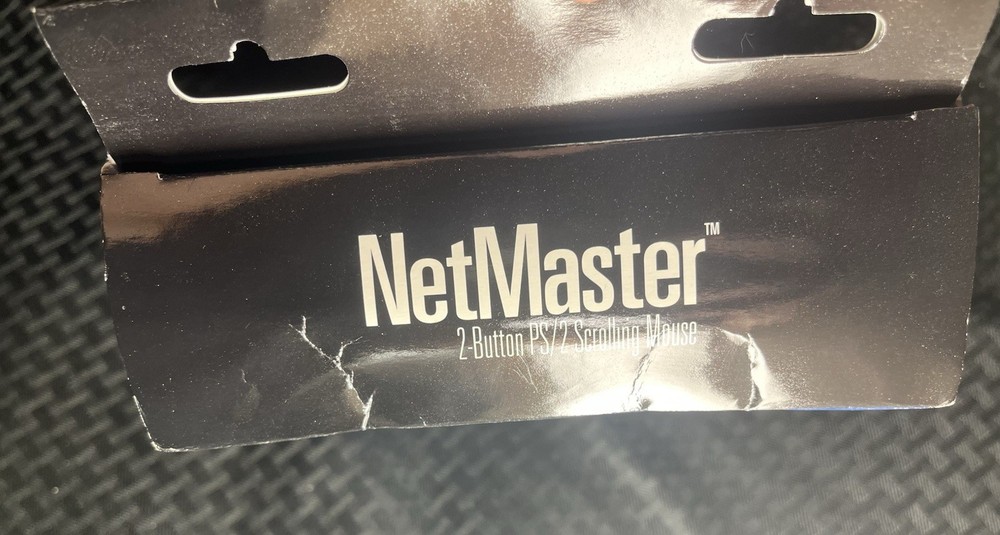 NetMaster™
2-Button PS/2 Scrolling Mouse